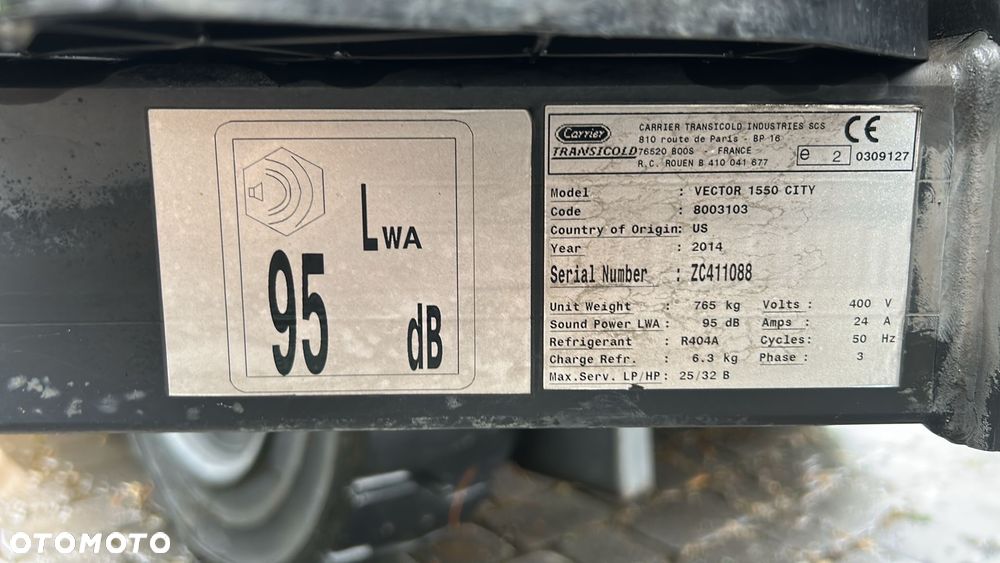 LWA
95
dB
Carrier
TRANSICOLD
CARRIER TRANSICOLD INDUSTRIES SCS
810 route de Paris - BP 16
76520 BOOS - FRANCE
R.C. ROUEN B 410 041 677
CE
e 2 0309127
Model : VECTOR 1550 CITY
Code : 8003103
Country of Origin: US
Year : 2014
Serial Number : ZC411088
Unit Weight : 765 kg Volts : 400 V
Sound Power LWA : 95 dB Amps : 24 A
Refrigerant : R404A Cycles: 50 Hz
Charge Refr. : 6.3 kg Phase : 3
Max.Serv. LP/HP: 25/32 B
OTOMOTO